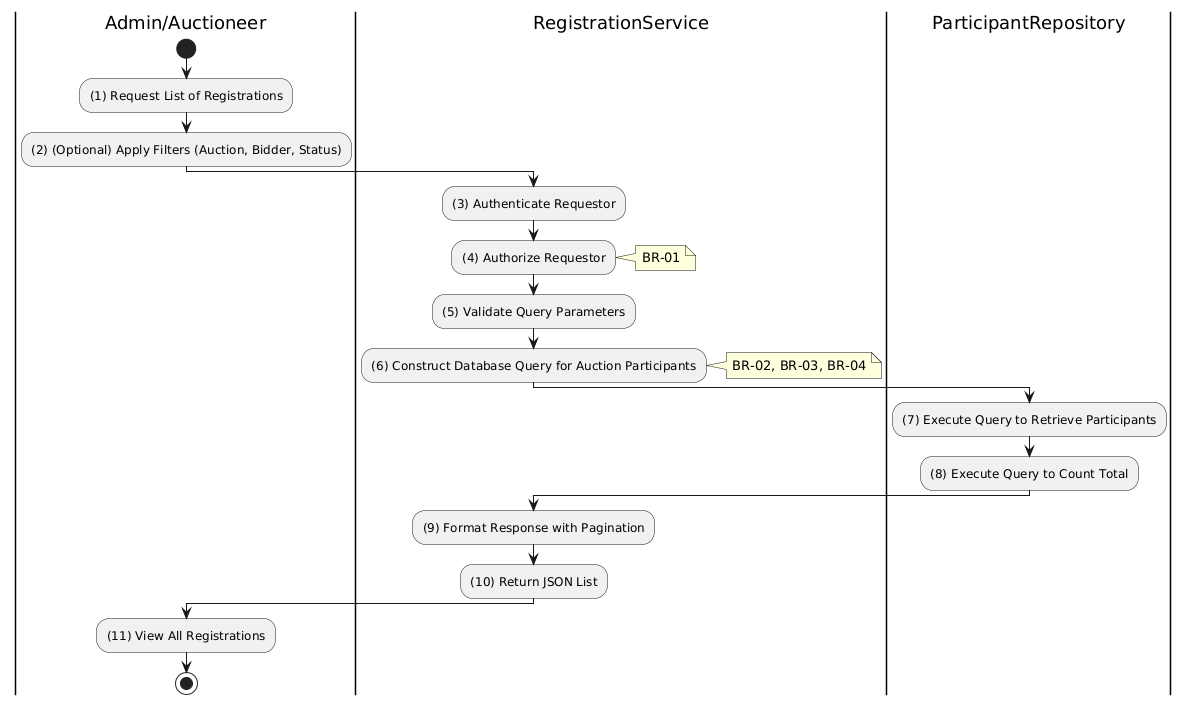 Admin/Auctioneer
RegistrationService
ParticipantRepository
(1) Request List of Registrations
(2) (Optional) Apply Filters (Auction, Bidder, Status)
(3) Authenticate Requestor
(4) Authorize Requestor
BR-01
(5) Validate Query Parameters
(6) Construct Database Query for Auction Participants
BR-02, BR-03, BR-04
(7) Execute Query to Retrieve Participants
(8) Execute Query to Count Total
(9) Format Response with Pagination
(10) Return JSON List
(11) View All Registrations